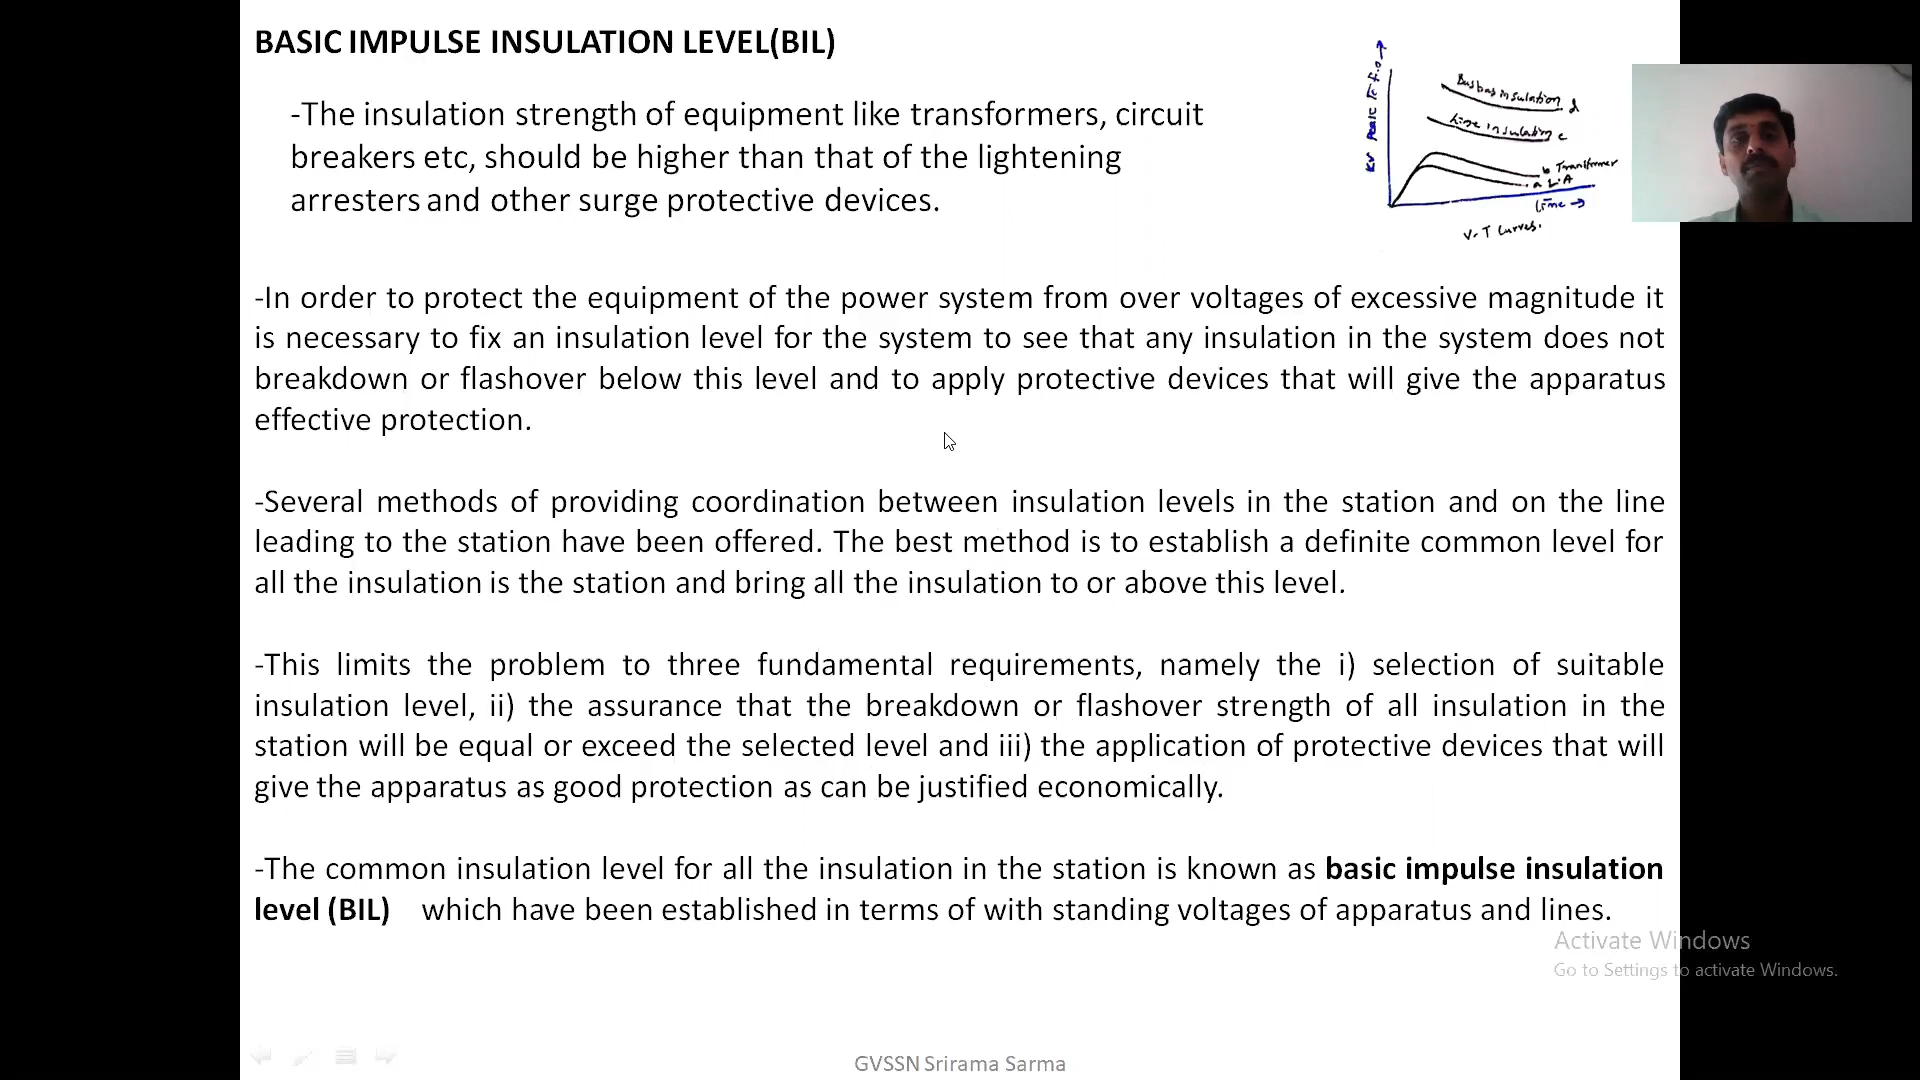 BASIC IMPULSE INSULATION LEVEL(BIL)
-The insulation strength of equipment like transformers, circuit
breakers etc, should be higher than that of the lightening
arresters and other surge protective devices.
Busbar insulation d
Line insulation c
b Transformer
a L.A
time →
V-T Curves.
-In order to protect the equipment of the power system from over voltages of excessive magnitude it
is necessary to fix an insulation level for the system to see that any insulation in the system does not
breakdown or flashover below this level and to apply protective devices that will give the apparatus
effective protection.
-Several methods of providing coordination between insulation levels in the station and on the line
leading to the station have been offered. The best method is to establish a definite common level for
all the insulation is the station and bring all the insulation to or above this level.
-This limits the problem to three fundamental requirements, namely the i) selection of suitable
insulation level, ii) the assurance that the breakdown or flashover strength of all insulation in the
station will be equal or exceed the selected level and iii) the application of protective devices that will
give the apparatus as good protection as can be justified economically.
-The common insulation level for all the insulation in the station is known as basic impulse insulation
level (BIL) which have been established in terms of with standing voltages of apparatus and lines.
Activate Windows
Go to Settings to activate Windows.
GVSSN Srirama Sarma